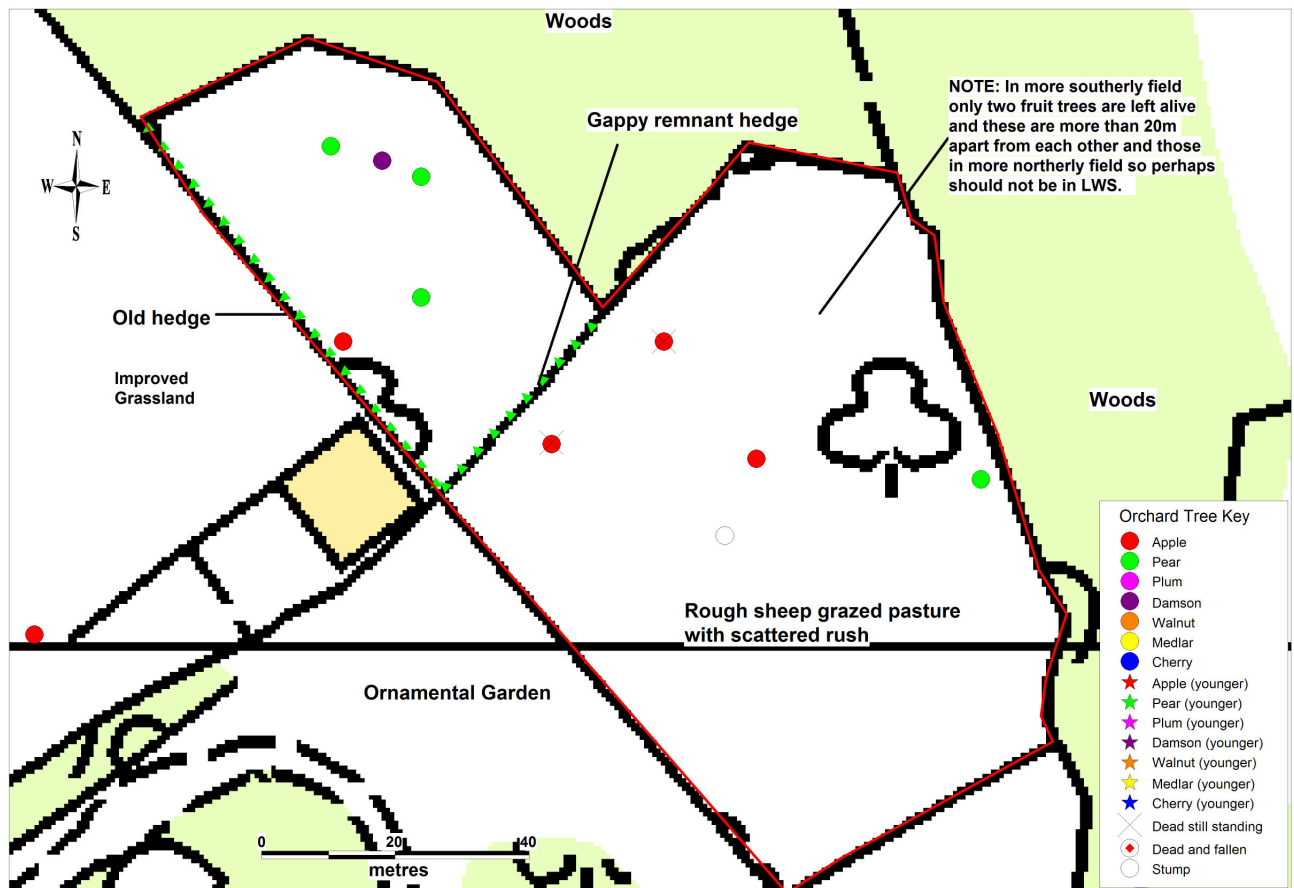 Woods
NOTE: In more southerly field
only two fruit trees are left alive
and these are more than 20m
apart from each other and those
in more northerly field so perhaps
should not be in LWS.
Gappy remnant hedge
N
W E
S
Old hedge
Improved
Grassland
Woods
Rough sheep grazed pasture
with scattered rush
Ornamental Garden
0 20 40
metres
Orchard Tree Key
Apple
Pear
Plum
Damson
Walnut
Medlar
Cherry
Apple (younger)
Pear (younger)
Plum (younger)
Damson (younger)
Walnut (younger)
Medlar (younger)
Cherry (younger)
Dead still standing
Dead and fallen
Stump